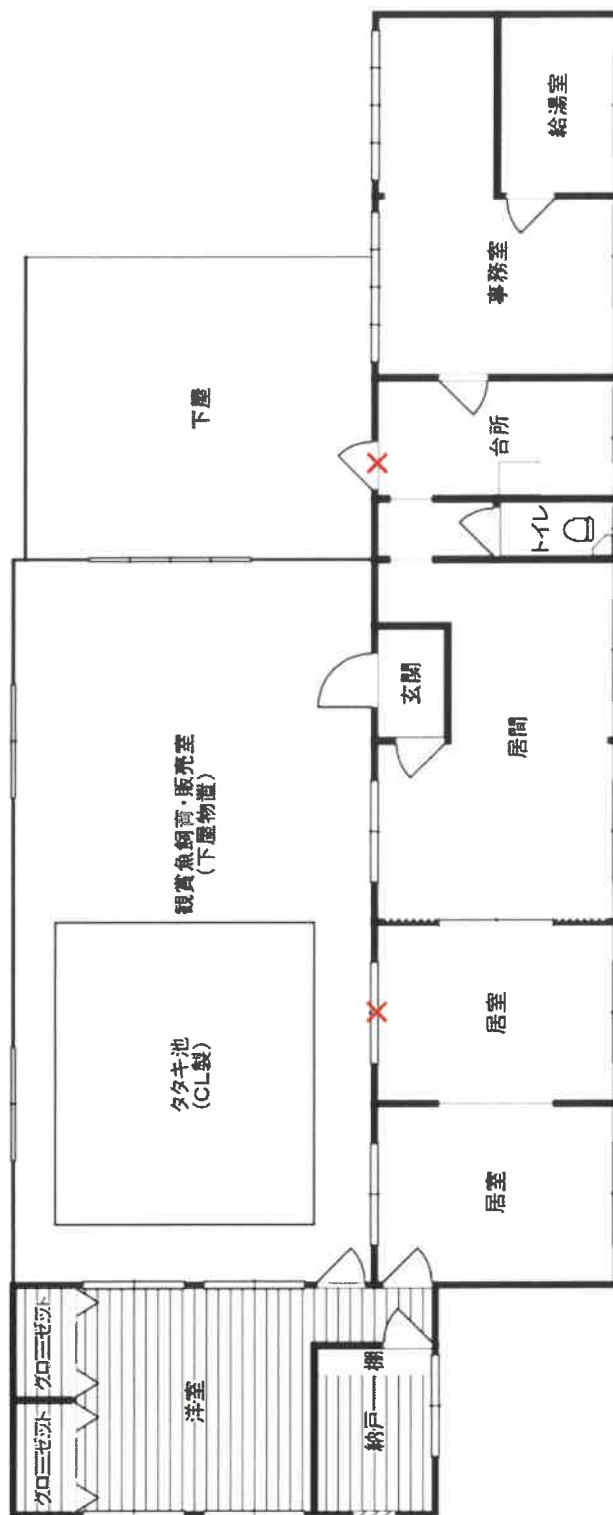 クローゼット
クローゼット
洋室
納戸
棚
タタキ池
(CL製)
観賞魚飼育・販売室
(下屋物置)
下屋
居室
居室
居間
玄関
トイレ
台所
事務室
給湯室